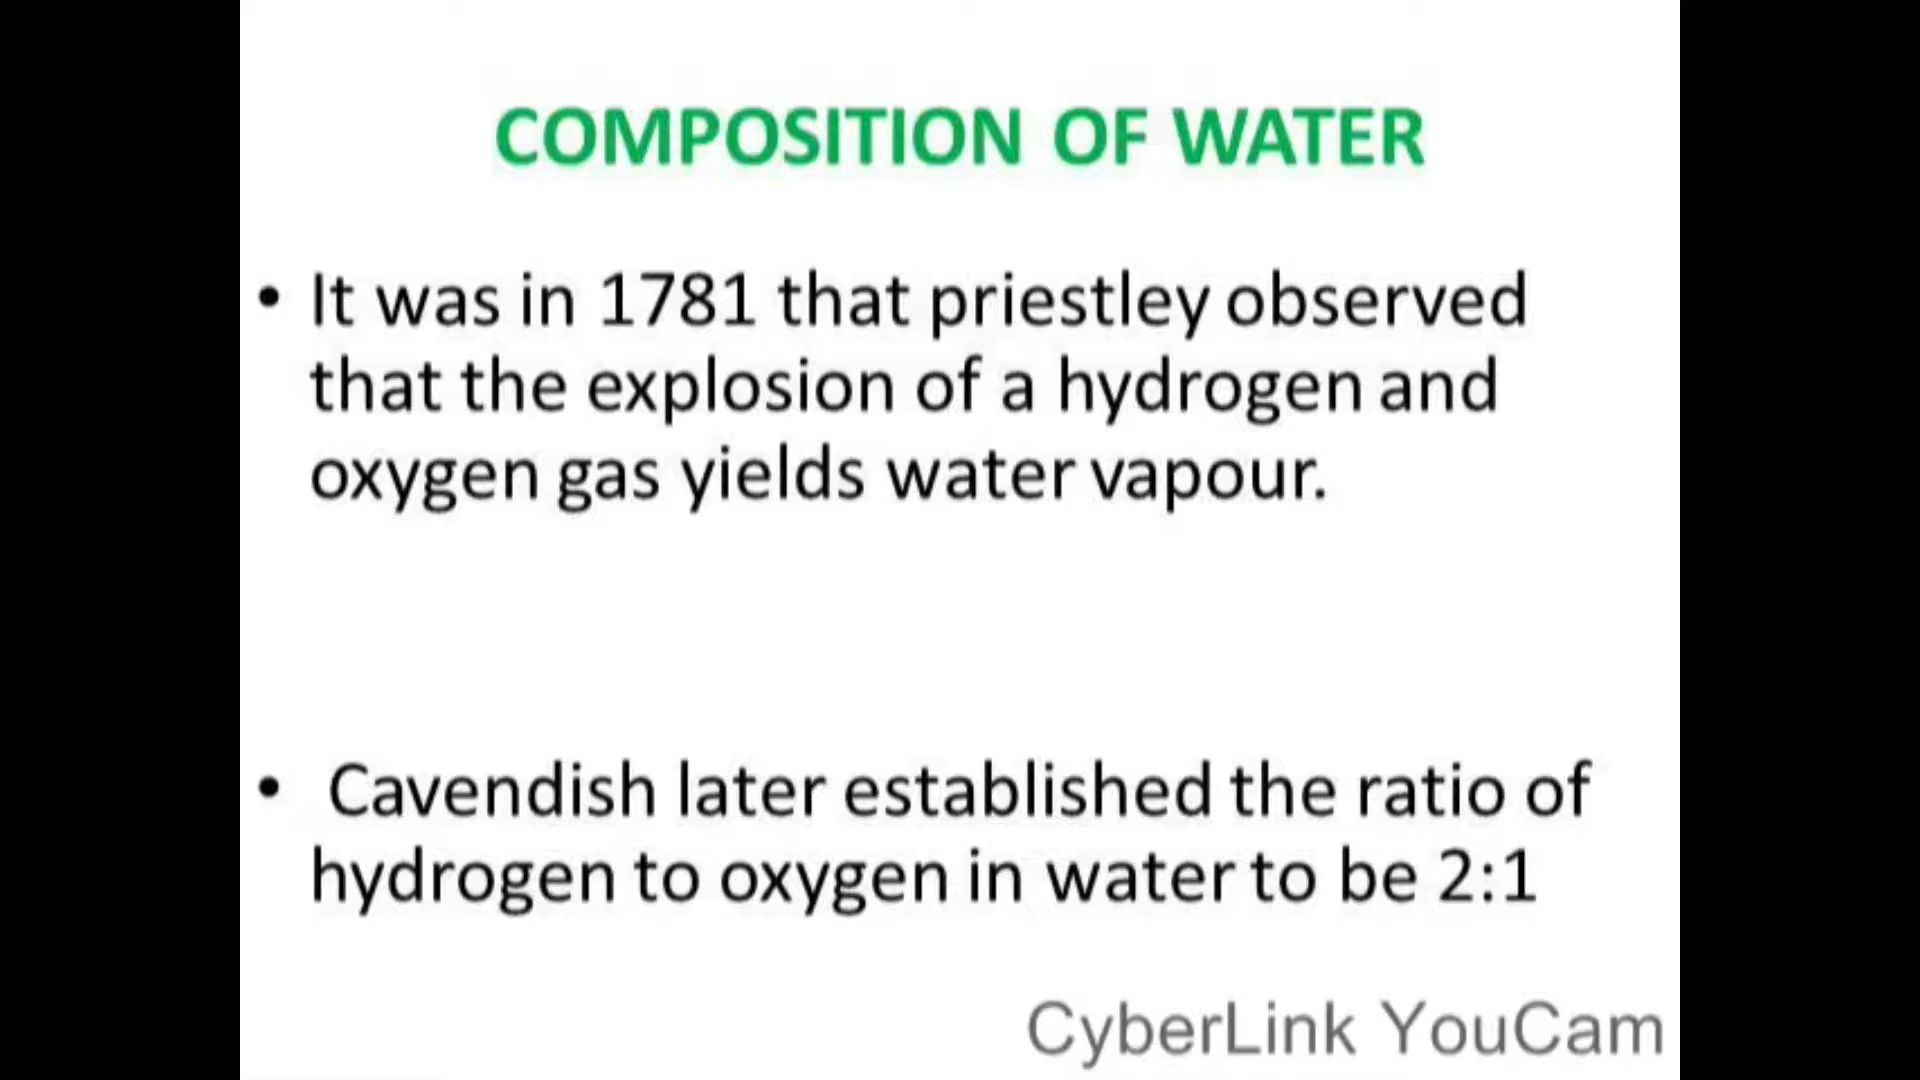 COMPOSITION OF WATER
• It was in 1781 that priestley observed
that the explosion of a hydrogen and
oxygen gas yields water vapour.
• Cavendish later established the ratio of
hydrogen to oxygen in water to be 2:1
CyberLink YouCam